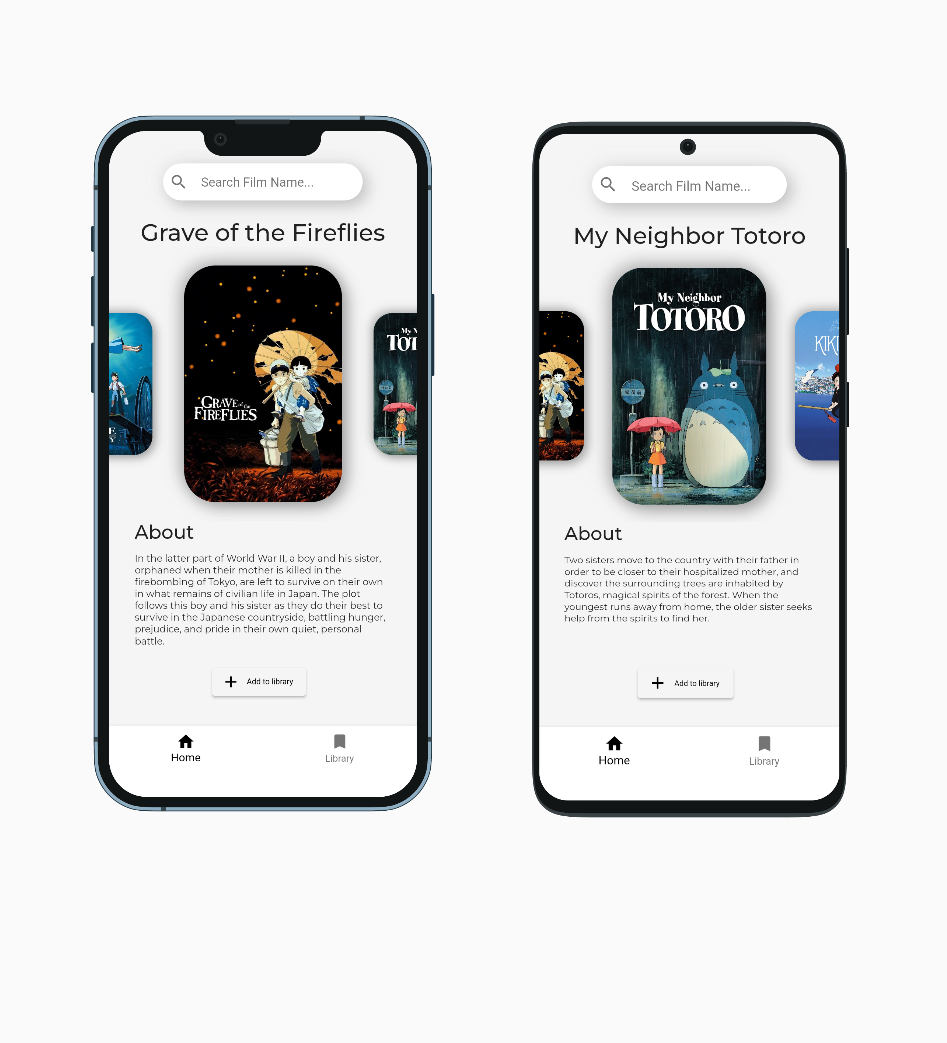 Search Film Name...
Grave of the Fireflies
GRAVE of the
FIREFLIES
My N
TOT
About
In the latter part of World War II, a boy and his sister,
orphaned when their mother is killed in the
firebombing of Tokyo, are left to survive on their own
in what remains of civilian life in Japan. The plot
follows this boy and his sister as they do their best to
survive in the Japanese countryside, battling hunger,
prejudice, and pride in their own quiet, personal
battle.
Add to library
Home
Library
Search Film Name...
My Neighbor Totoro
My Neighbor
TOTORO
KIKI
About
Two sisters move to the country with their father in
order to be closer to their hospitalized mother, and
discover the surrounding trees are inhabited by
Totoros, magical spirits of the forest. When the
youngest runs away from home, the older sister seeks
help from the spirits to find her.
Add to library
Home
Library